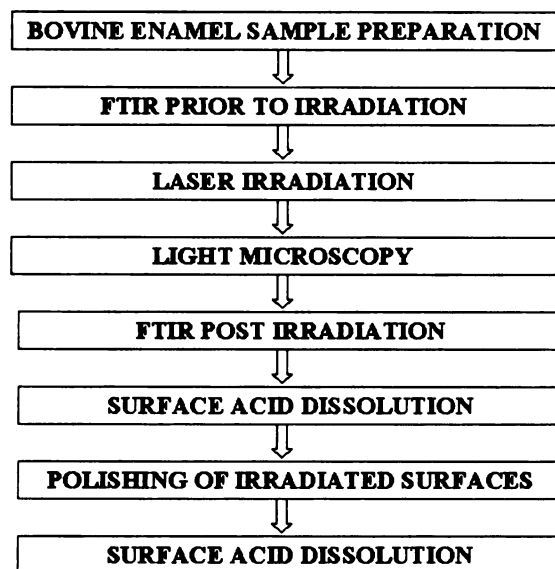 BOVINE ENAMEL SAMPLE PREPARATION
FTIR PRIOR TO IRRADIATION
LASER IRRADIATION
LIGHT MICROSCOPY
FTIR POST IRRADIATION
SURFACE ACID DISSOLUTION
POLISHING OF IRRADIATED SURFACES
SURFACE ACID DISSOLUTION